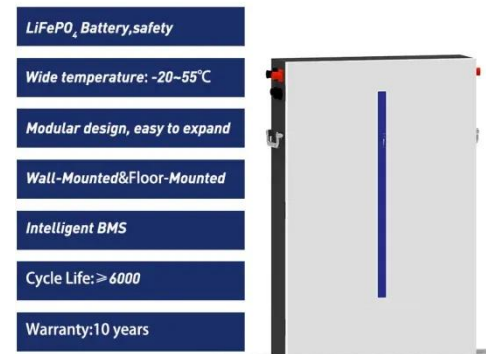 LiFePO₄ Battery,safety
Wide temperature: -20~55℃
Modular design, easy to expand
Wall-Mounted&Floor-Mounted
Intelligent BMS
Cycle Life:≥6000
Warranty:10 years